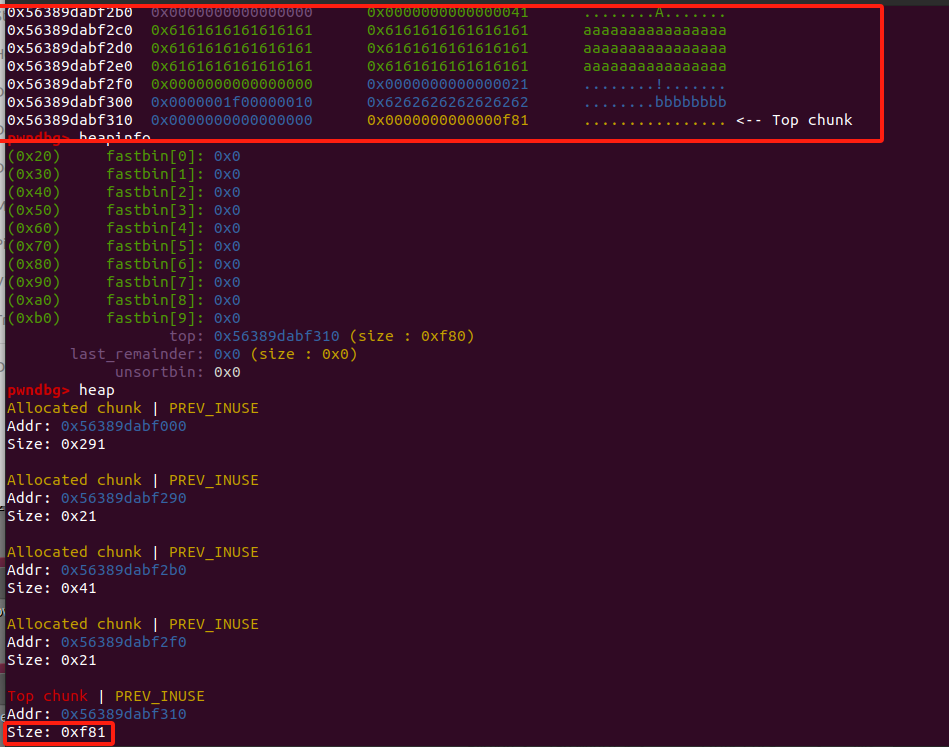 0x56389dabf2b0 0x0000000000000000 0x0000000000000041 ........A.......
0x56389dabf2c0 0x6161616161616161 0x6161616161616161 aaaaaaaaaaaaaaaa
0x56389dabf2d0 0x6161616161616161 0x6161616161616161 aaaaaaaaaaaaaaaa
0x56389dabf2e0 0x6161616161616161 0x6161616161616161 aaaaaaaaaaaaaaaa
0x56389dabf2f0 0x0000000000000000 0x0000000000000021 ........!.......
0x56389dabf300 0x0000001f00000010 0x6262626262626262 ........bbbbbbbb
0x56389dabf310 0x0000000000000000 0x0000000000000f81 ................ <-- Top chunk
pwndbg> heapinfo
(0x20) fastbin[0]: 0x0
(0x30) fastbin[1]: 0x0
(0x40) fastbin[2]: 0x0
(0x50) fastbin[3]: 0x0
(0x60) fastbin[4]: 0x0
(0x70) fastbin[5]: 0x0
(0x80) fastbin[6]: 0x0
(0x90) fastbin[7]: 0x0
(0xa0) fastbin[8]: 0x0
(0xb0) fastbin[9]: 0x0
top: 0x56389dabf310 (size : 0xf80)
last_remainder: 0x0 (size : 0x0)
unsortbin: 0x0
pwndbg> heap
Allocated chunk | PREV_INUSE
Addr: 0x56389dabf000
Size: 0x291
Allocated chunk | PREV_INUSE
Addr: 0x56389dabf290
Size: 0x21
Allocated chunk | PREV_INUSE
Addr: 0x56389dabf2b0
Size: 0x41
Allocated chunk | PREV_INUSE
Addr: 0x56389dabf2f0
Size: 0x21
Top chunk | PREV_INUSE
Addr: 0x56389dabf310
Size: 0xf81